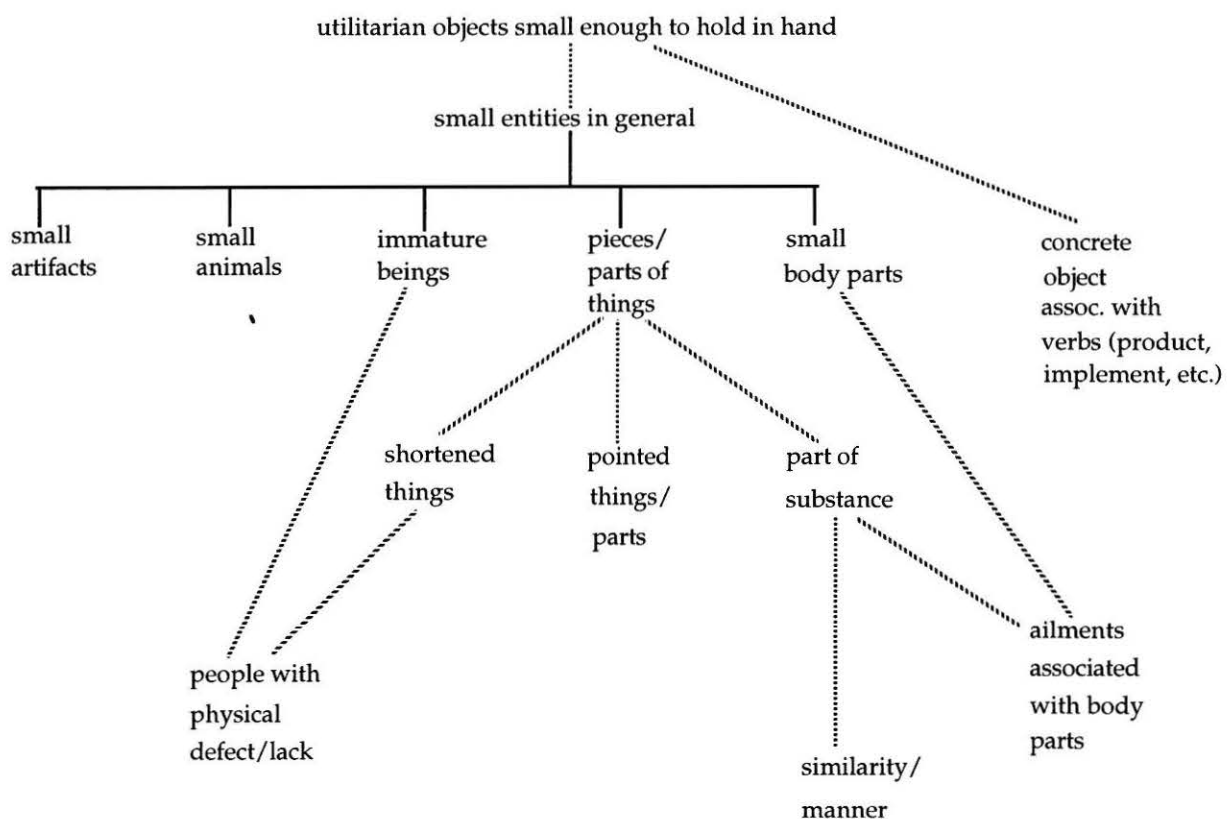 utilitarian objects small enough to hold in hand
small entities in general
small
artifacts
small
animals
immature
beings
pieces/
parts of
things
small
body parts
concrete
object
assoc. with
verbs (product,
implement, etc.)
shortened
things
pointed
things/
parts
part of
substance
people with
physical
defect/lack
ailments
associated
with body
parts
similarity/
manner